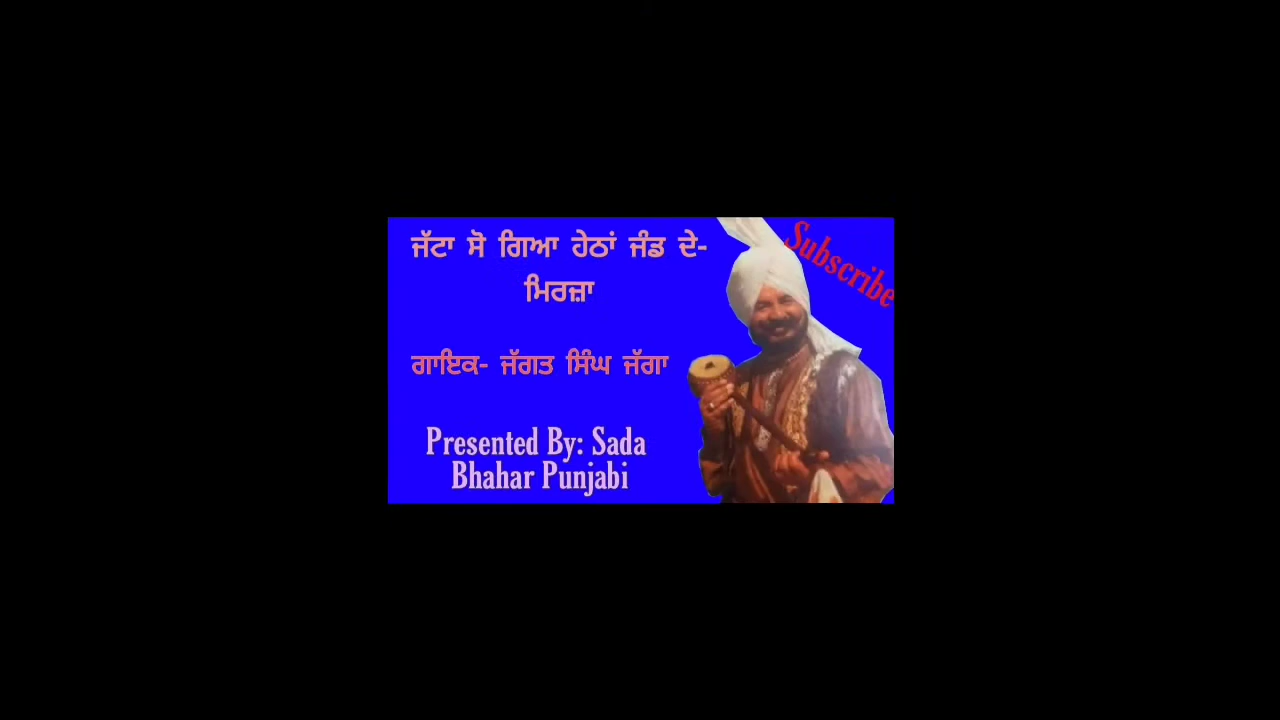 ਜੱਟਾ ਸੋ ਗਿਆ ਹੇਠਾਂ ਜੰਡ ਦੇ-
ਮਿਰਜ਼ਾ
ਗਾਇਕ- ਜੱਗਤ ਸਿੰਘ ਜੱਗਾ
Presented By: Sada
Bhahar Punjabi
Subscribe